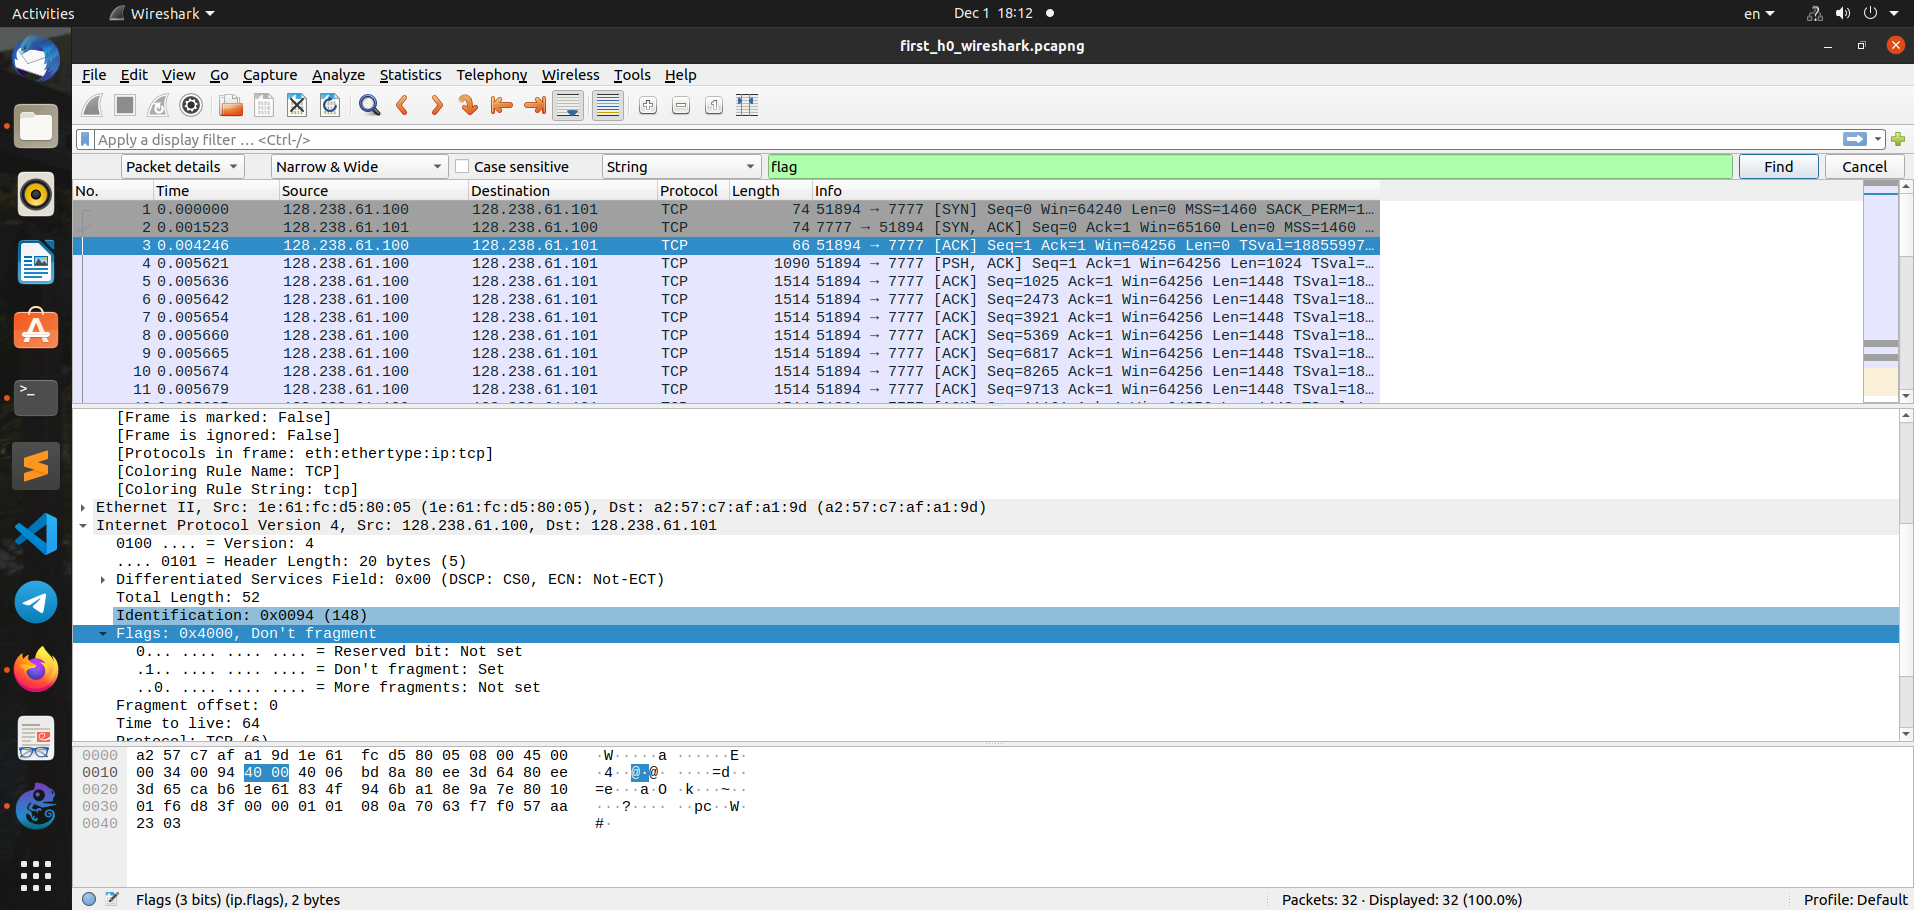 Activities Wireshark Dec 1 18:12 en
first_h0_wireshark.pcapng
File Edit View Go Capture Analyze Statistics Telephony Wireless Tools Help
Apply a display filter … <Ctrl-/>
Packet details Narrow & Wide Case sensitive String flag Find Cancel
No. Time Source Destination Protocol Length Info
1 0.000000 128.238.61.100 128.238.61.101 TCP 74 51894 → 7777 [SYN] Seq=0 Win=64240 Len=0 MSS=1460 SACK_PERM=1…
2 0.001523 128.238.61.101 128.238.61.100 TCP 74 7777 → 51894 [SYN, ACK] Seq=0 Ack=1 Win=65160 Len=0 MSS=1460 …
3 0.004246 128.238.61.100 128.238.61.101 TCP 66 51894 → 7777 [ACK] Seq=1 Ack=1 Win=64256 Len=0 TSval=18855997…
4 0.005621 128.238.61.100 128.238.61.101 TCP 1090 51894 → 7777 [PSH, ACK] Seq=1 Ack=1 Win=64256 Len=1024 TSval=…
5 0.005636 128.238.61.100 128.238.61.101 TCP 1514 51894 → 7777 [ACK] Seq=1025 Ack=1 Win=64256 Len=1448 TSval=18…
6 0.005642 128.238.61.100 128.238.61.101 TCP 1514 51894 → 7777 [ACK] Seq=2473 Ack=1 Win=64256 Len=1448 TSval=18…
7 0.005654 128.238.61.100 128.238.61.101 TCP 1514 51894 → 7777 [ACK] Seq=3921 Ack=1 Win=64256 Len=1448 TSval=18…
8 0.005660 128.238.61.100 128.238.61.101 TCP 1514 51894 → 7777 [ACK] Seq=5369 Ack=1 Win=64256 Len=1448 TSval=18…
9 0.005665 128.238.61.100 128.238.61.101 TCP 1514 51894 → 7777 [ACK] Seq=6817 Ack=1 Win=64256 Len=1448 TSval=18…
10 0.005674 128.238.61.100 128.238.61.101 TCP 1514 51894 → 7777 [ACK] Seq=8265 Ack=1 Win=64256 Len=1448 TSval=18…
11 0.005679 128.238.61.100 128.238.61.101 TCP 1514 51894 → 7777 [ACK] Seq=9713 Ack=1 Win=64256 Len=1448 TSval=18…
[Frame is marked: False]
[Frame is ignored: False]
[Protocols in frame: eth:ethertype:ip:tcp]
[Coloring Rule Name: TCP]
[Coloring Rule String: tcp]
Ethernet II, Src: 1e:61:fc:d5:80:05 (1e:61:fc:d5:80:05), Dst: a2:57:c7:af:a1:9d (a2:57:c7:af:a1:9d)
Internet Protocol Version 4, Src: 128.238.61.100, Dst: 128.238.61.101
0100 .... = Version: 4
.... 0101 = Header Length: 20 bytes (5)
Differentiated Services Field: 0x00 (DSCP: CS0, ECN: Not-ECT)
Total Length: 52
Identification: 0x0094 (148)
Flags: 0x4000, Don't fragment
0... .... .... .... = Reserved bit: Not set
.1.. .... .... .... = Don't fragment: Set
..0. .... .... .... = More fragments: Not set
Fragment offset: 0
Time to live: 64
Protocol: TCP (6)
0000 a2 57 c7 af a1 9d 1e 61 fc d5 80 05 08 00 45 00 ·W·····a ······E·
0010 00 34 00 94 40 00 40 06 bd 8a 80 ee 3d 64 80 ee ·4··@·@· ····=d··
0020 3d 65 ca b6 1e 61 83 4f 94 6b a1 8e 9a 7e 80 10 =e···a·O ·k···~··
0030 01 f6 d8 3f 00 00 01 01 08 0a 70 63 f7 f0 57 aa ···?···· ··pc··W·
0040 23 03 #·
Flags (3 bits) (ip.flags), 2 bytes Packets: 32 · Displayed: 32 (100.0%) Profile: Default